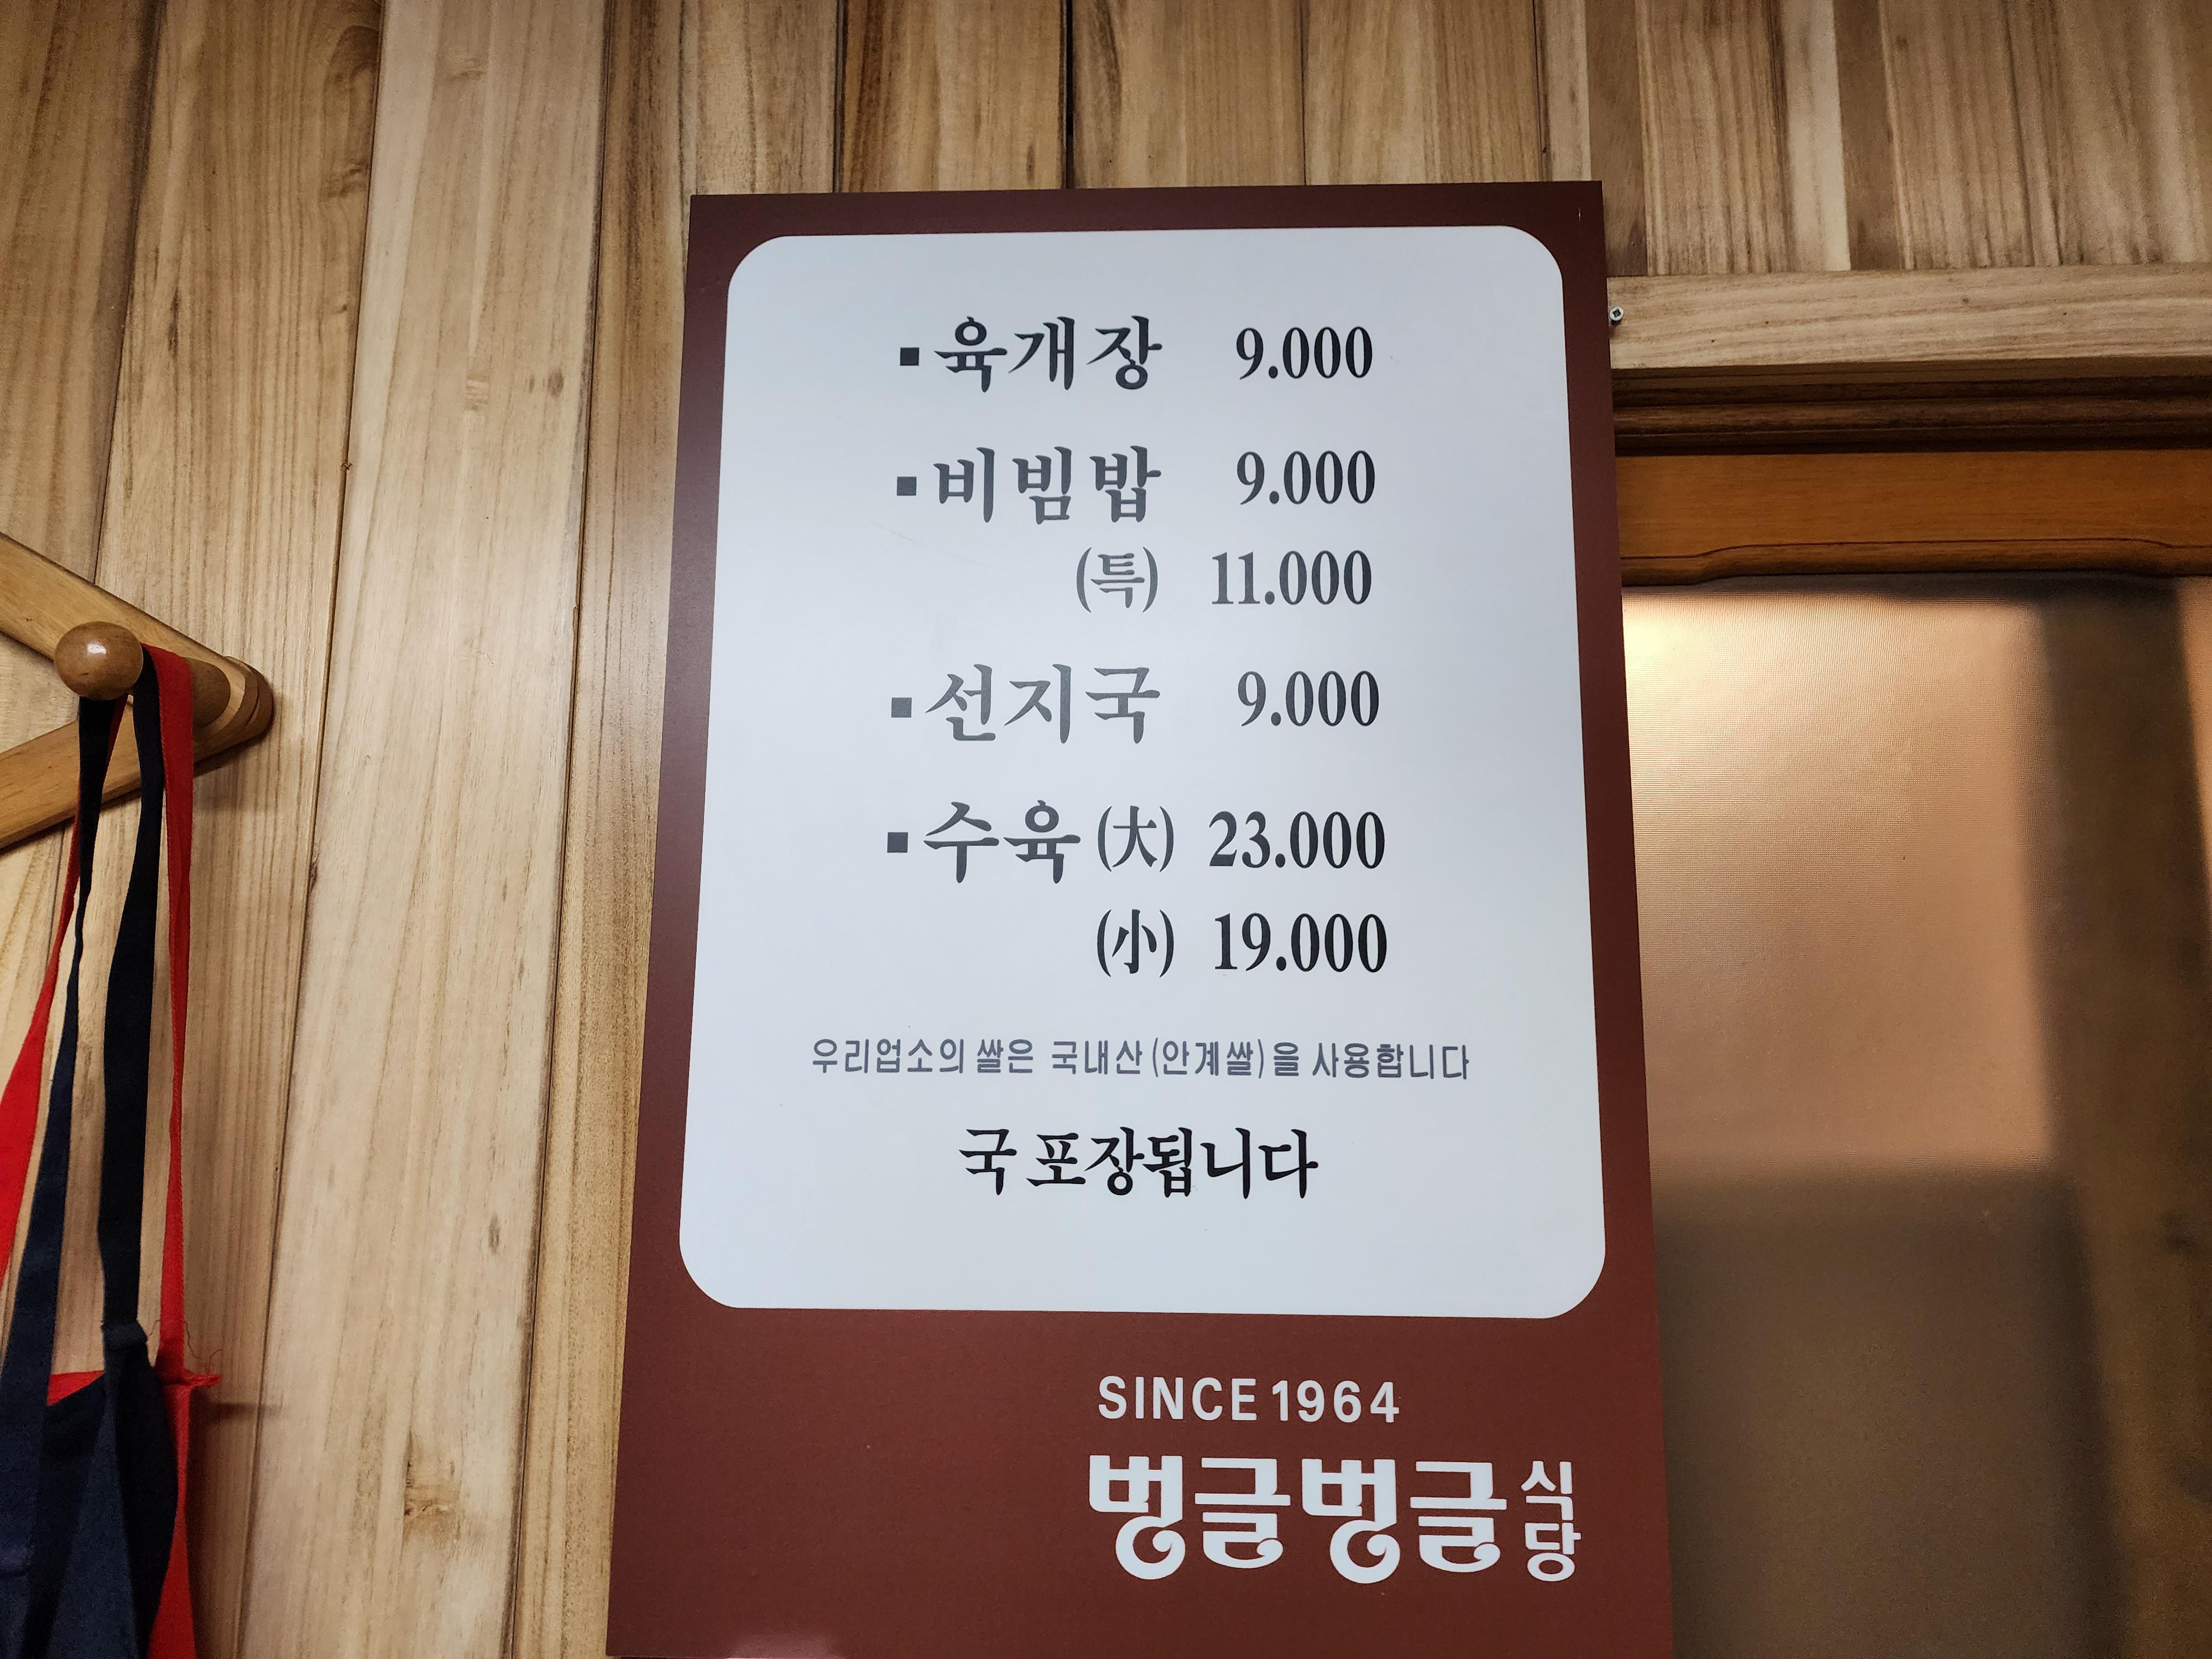 ▪육개장 9.000
▪비빔밥 9.000
(특) 11.000
▪선지국 9.000
▪수육(大) 23.000
(小) 19.000
우리업소의 쌀은 국내산(안계쌀)을 사용합니다
국 포장됩니다
SINCE 1964
벙글벙글 식당